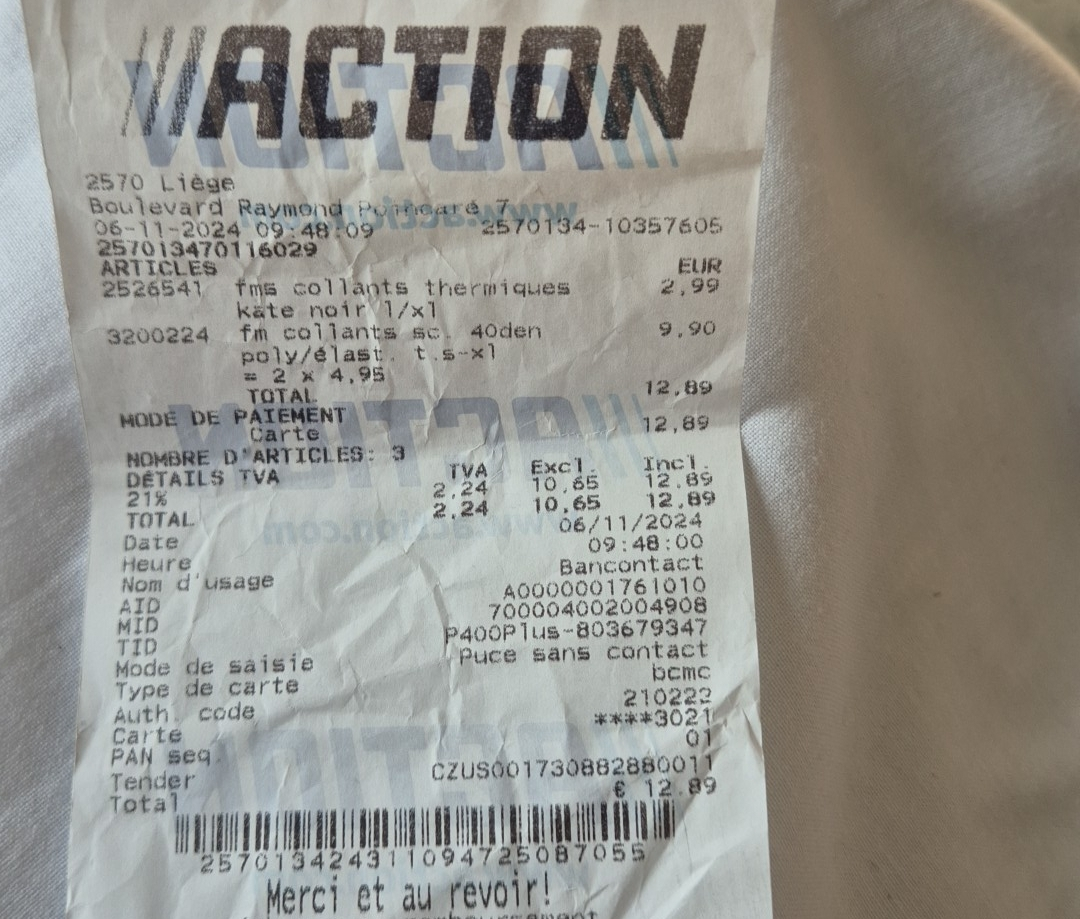 ACTION
2570 Liège
Boulevard Raymond Poincaré 7
06-11-2024 09:48:09 2570134-10357605
257013470116029
ARTICLES EUR
2526541 fms collants thermiques 2,99
kate noir l/xl
3200224 fm collants sc. 40den 9,90
poly/élast. t.s-xl
= 2 x 4,95
TOTAL 12,89
MODE DE PAIEMENT
Carte 12,89
NOMBRE D'ARTICLES: 3
DÉTAILS TVA TVA Excl. Incl.
21% 2,24 10,65 12,89
TOTAL 2,24 10,65 12,89
Date 06/11/2024
Heure 09:48:00
Nom d'usage Bancontact
AID A0000001761010
MID 700004002004908
TID P400Plus-803679347
Mode de saisie Puce sans contact
Type de carte bcmc
Auth. code 210222
Carte ****3021
PAN seq. 01
Tender CZUS001730882880011
Total € 12.89
257013424311094725087055
Merci et au revoir!